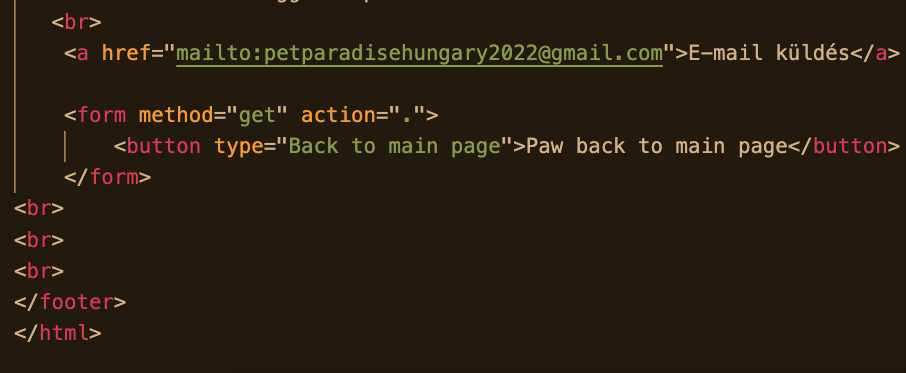 <br>
<a href="mailto:petparadisehungary2022@gmail.com">E-mail küldés</a>
<form method="get" action=".">
<button type="Back to main page">Paw back to main page</button>
</form>
<br>
<br>
<br>
</footer>
</html>